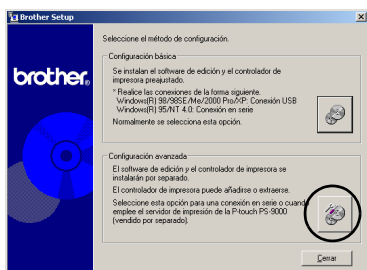 Brother Setup
Seleccione el método de configuración.
brother®
Configuración básica
Se instalan el software de edición y el controlador de
impresora preajustado.
* Realice las conexiones de la forma siguiente.
Windows(R) 98/98SE/Me/2000 Pro/XP: Conexión USB
Windows(R) 95/NT 4.0: Conexión en serie
Normalmente se selecciona esta opción.
Configuración avanzada
El software de edición y el controlador de impresora se
instalarán por separado.
El controlador de impresora puede añadirse o extraerse.
Seleccione esta opción para una conexión en serie o cuando
emplee el servidor de impresión de la P-touch PS-9000
(vendido por separado).
Cerrar